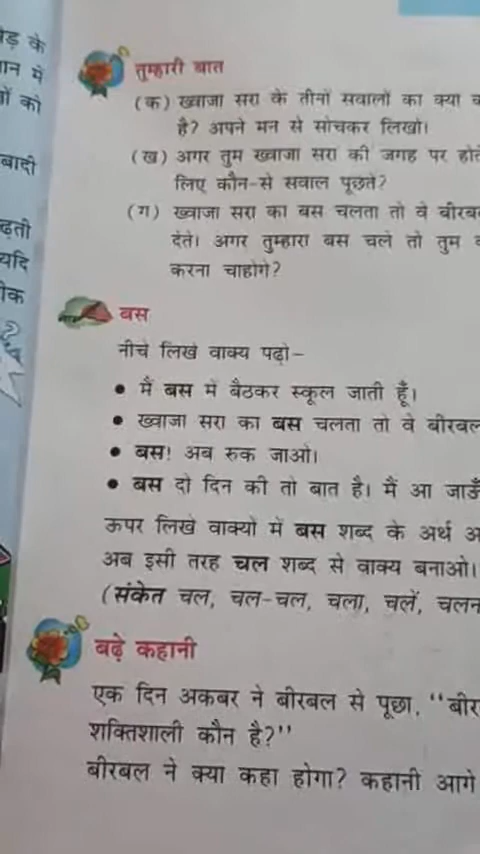 ड़ के
ान में
ों को
बादी
ढ़ती
यदि
ीक
तुम्हारी बात
(क) ख्वाजा सरा के तीनों सवालों का क्या
है? अपने मन से सोचकर लिखो।
(ख) अगर तुम ख्वाजा सरा की जगह पर होते
लिए कौन-से सवाल पूछते?
(ग) ख्वाजा सरा का बस चलता तो वे बीरबल
देते। अगर तुम्हारा बस चले तो तुम
करना चाहोगे?
बस
नीचे लिखे वाक्य पढ़ो–
• मैं बस में बैठकर स्कूल जाती हूँ।
• ख्वाजा सरा का बस चलता तो वे बीरबल
• बस! अब रुक जाओ।
• बस दो दिन की तो बात है। मैं आ जाऊँ
ऊपर लिखे वाक्यों में बस शब्द के अर्थ अ
अब इसी तरह चल शब्द से वाक्य बनाओ।
(संकेत चल, चल-चल, चला, चलें, चलन
बढ़े कहानी
एक दिन अकबर ने बीरबल से पूछा, "बीर
शक्तिशाली कौन है?"
बीरबल ने क्या कहा होगा? कहानी आगे